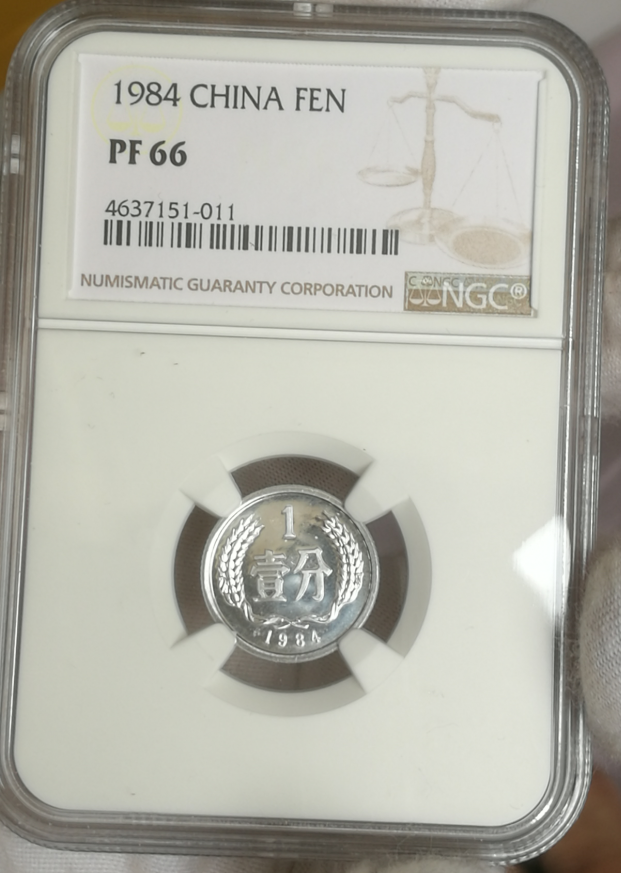 1984 CHINA FEN
PF 66
4637151-011
NUMISMATIC GUARANTY CORPORATION
NGC®
1
壹分
1984